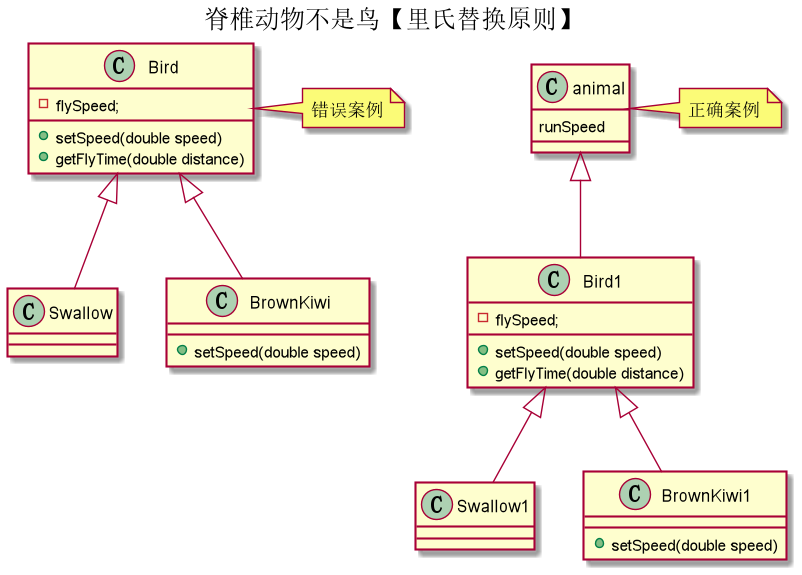 脊椎动物不是鸟【里氏替换原则】
C Bird
flySpeed;
setSpeed(double speed)
getFlyTime(double distance)
错误案例
C animal
runSpeed
正确案例
C Swallow
C BrownKiwi
setSpeed(double speed)
C Bird1
flySpeed;
setSpeed(double speed)
getFlyTime(double distance)
C Swallow1
C BrownKiwi1
setSpeed(double speed)